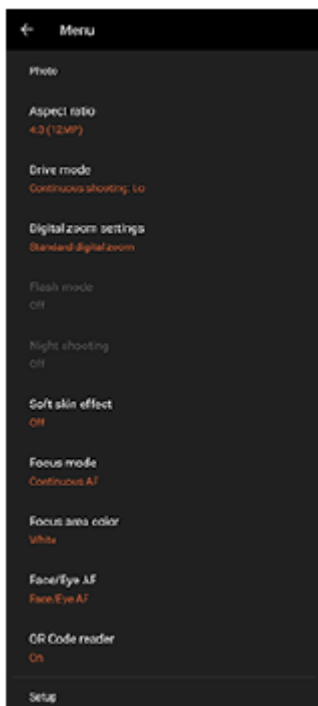 Menu
Photo
Aspect ratio
4:3 (12MP)
Drive mode
Continuous shooting: Lo
Digital zoom settings
Standard digital zoom
Flash mode
Off
Night shooting
Off
Soft skin effect
Off
Focus mode
Continuous AF
Focus area color
White
Face/Eye AF
Face/Eye AF
QR Code reader
On
Setup